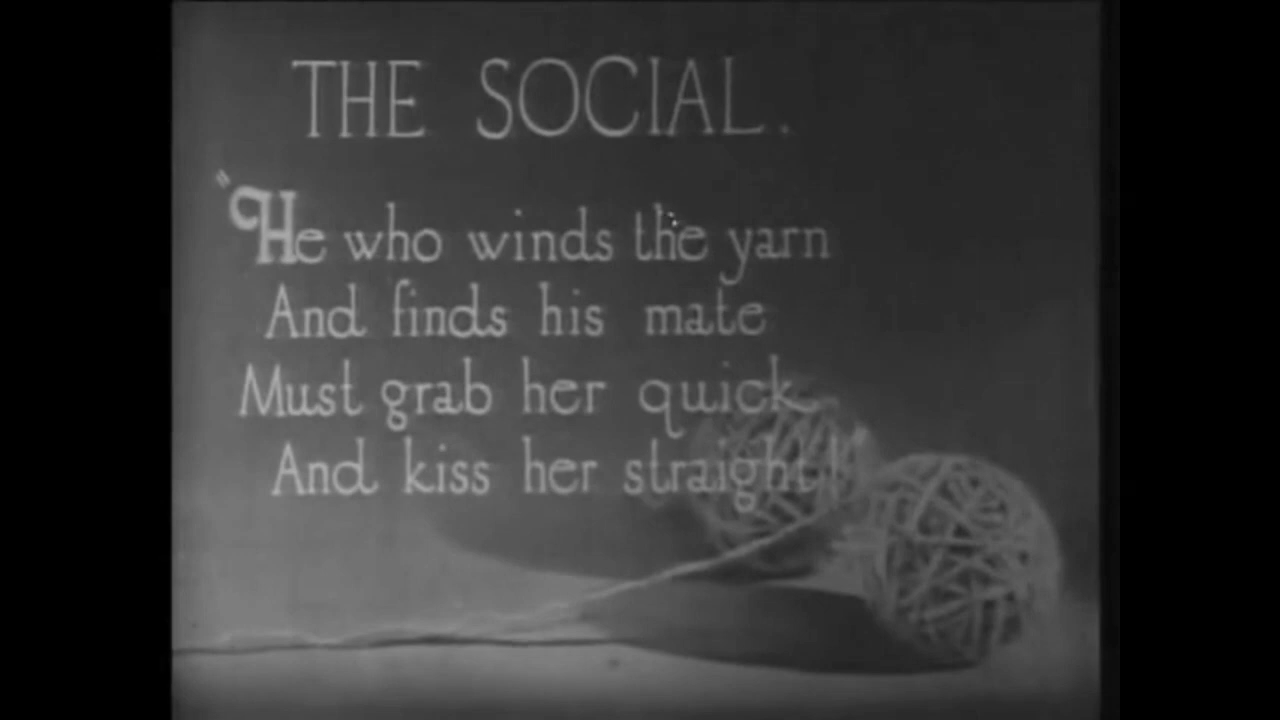 THE SOCIAL.
"He who winds the yarn
And finds his mate
Must grab her quick
And kiss her straight!